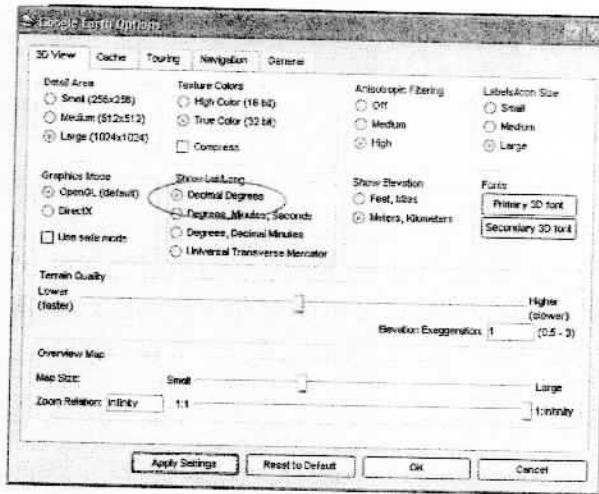 Google Earth Options
3D View Cache Touring Navigation General
Detail Area
Small (256x256)
Medium (512x512)
Large (1024x1024)
Texture Colors
High Color (16 bit)
True Color (32 bit)
Compress
Anisotropic Filtering
Off
Medium
High
Labels/Icon Size
Small
Medium
Large
Graphics Mode
OpenGL (default)
DirectX
Use safe mode
Show Lat/Long
Decimal Degrees
Degrees, Minutes, Seconds
Degrees, Decimal Minutes
Universal Transverse Mercator
Show Elevation
Feet, Miles
Meters, Kilometers
Fonts
Primary 3D font
Secondary 3D font
Terrain Quality
Lower
(faster)
Higher
(slower)
Elevation Exaggeration: 1 (0.5 - 3)
Overview Map
Map Size: Small Large
Zoom Relation: infinity 1:1 1:infinity
Apply Settings Reset to Default OK Cancel